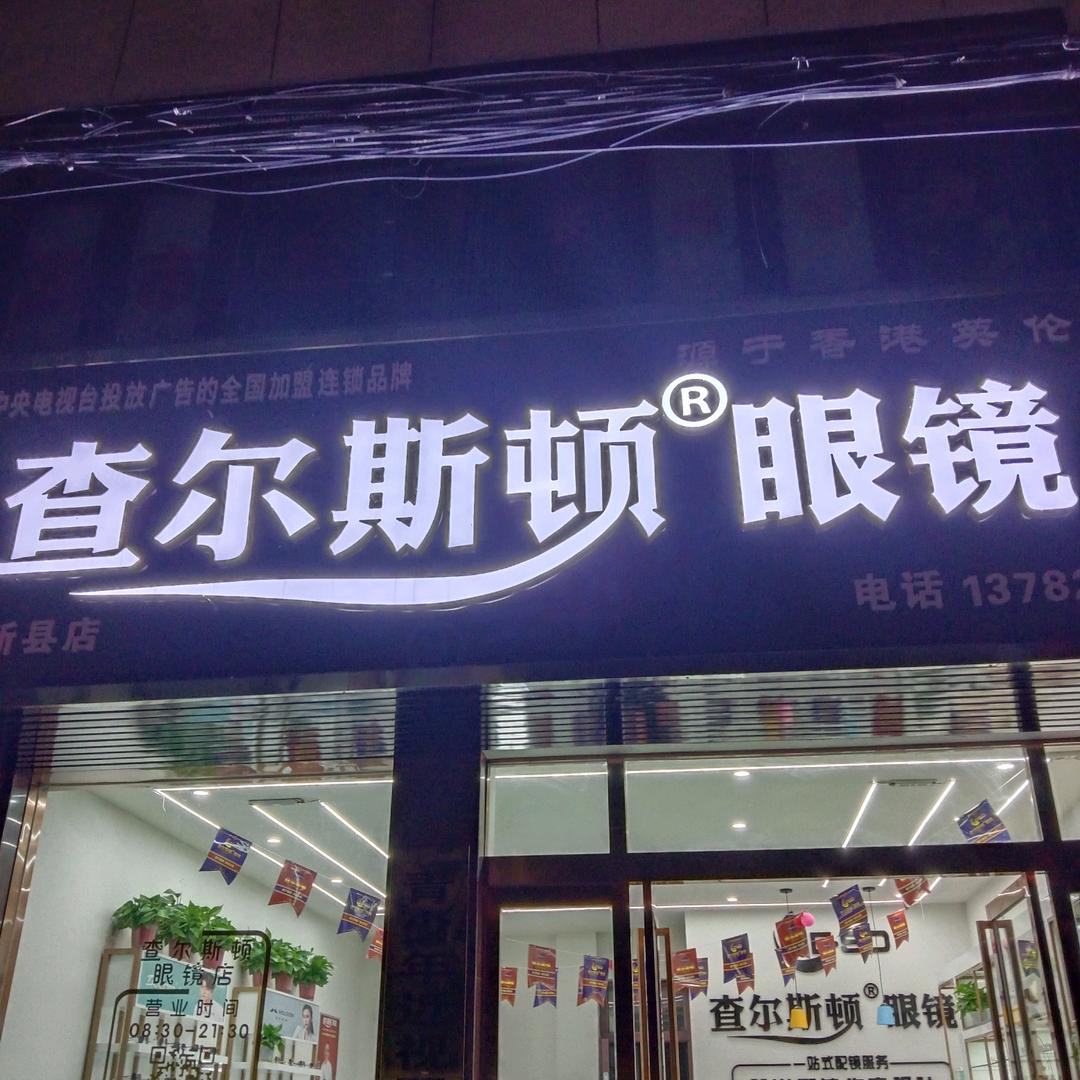 中央电视台投放广告的全国加盟连锁品牌
源于香港英伦
查尔斯顿®眼镜
新县店
电话 13782
查尔斯顿
眼镜店
营业时间
08:30-21:30
查尔斯顿®眼镜
一站式配镜服务